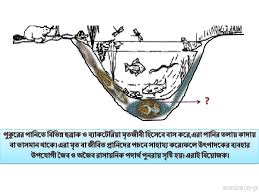 ?
পুকুরের পানিতে বিভিন্ন ছত্রাক ও ব্যাকটেরিয়া মৃতজীবী হিসেবে বাস করে,এরা পানির তলায় কাদায়
বা ভাসমান থাকে। এরা মৃত বা জীবিত প্রানিদের পচনে সাহায্য করে।ফলে উৎপাদকের ব্যবহার
উপযোগী জৈব ও অজৈব রাসায়নিক পদার্থ পুনরায় সৃষ্টি হয়। এরাই বিয়োজক।